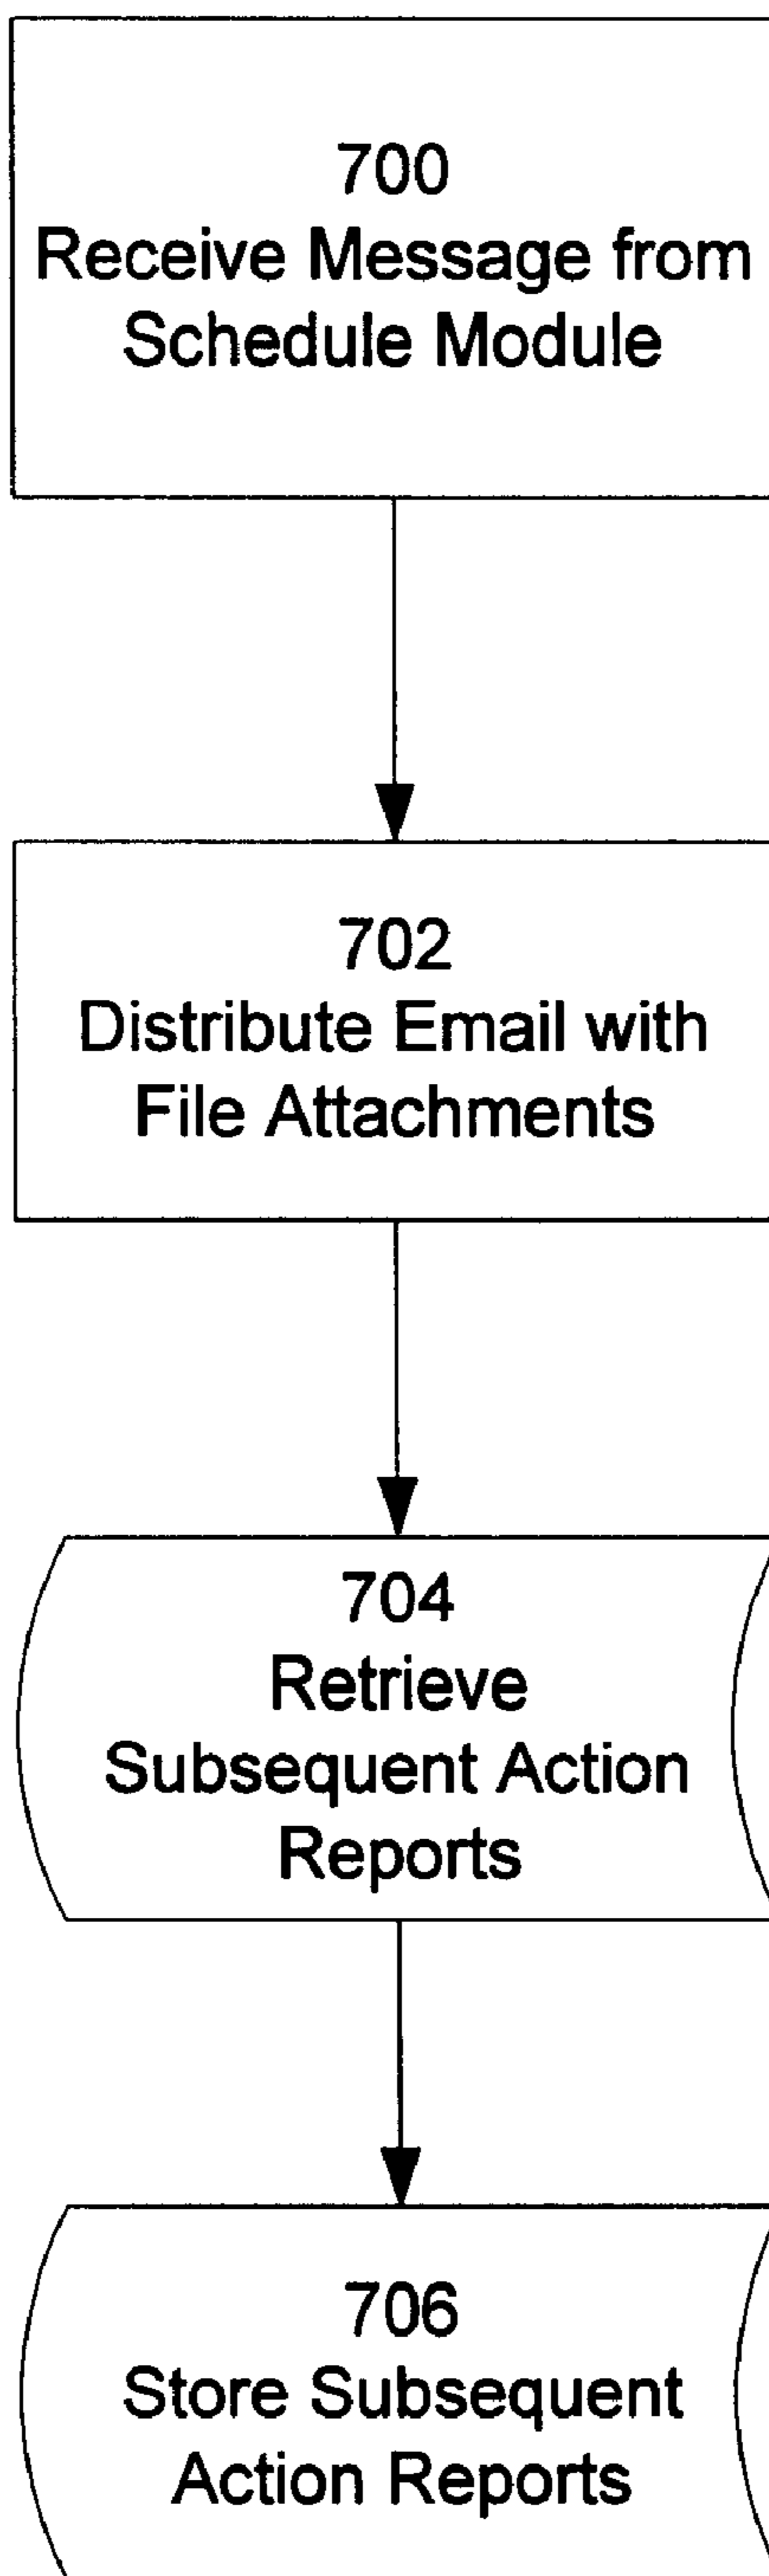 700
Receive Message from
Schedule Module
702
Distribute Email with
File Attachments
704
Retrieve
Subsequent Action
Reports
706
Store Subsequent
Action Reports